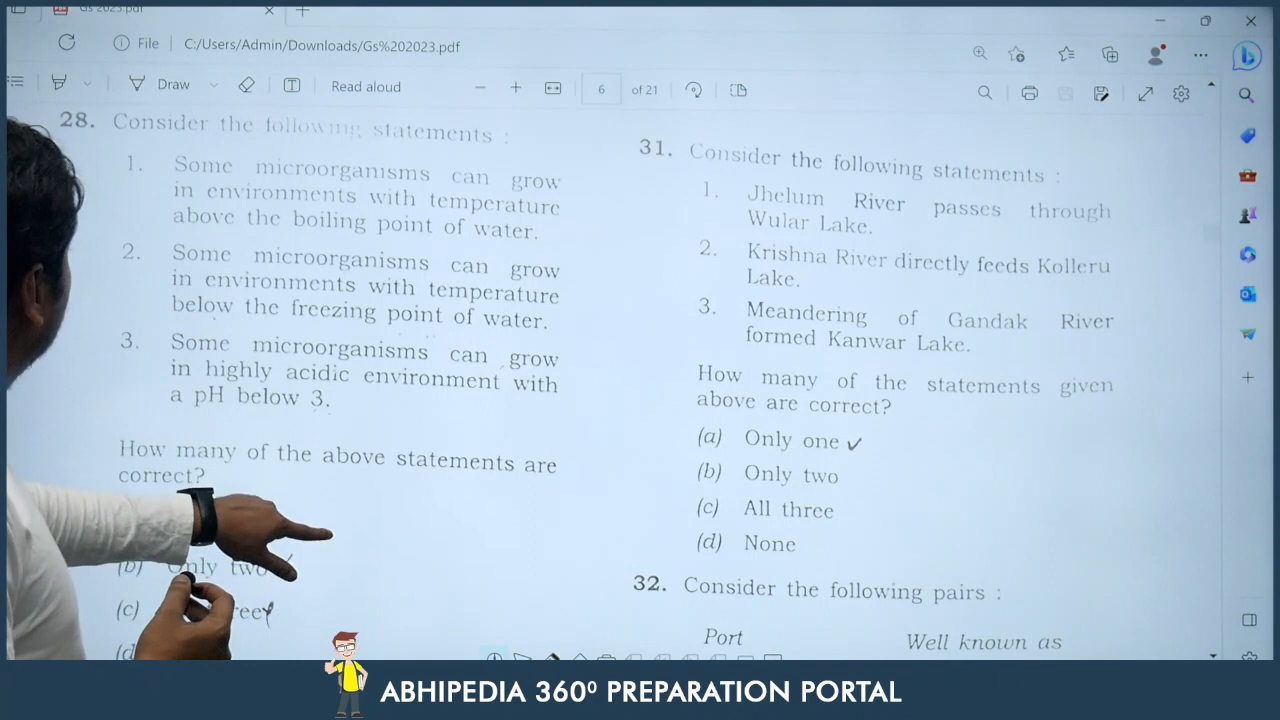 Gs 2023.pdf
File
C:/Users/Admin/Downloads/Gs%202023.pdf
Draw
Read aloud
6
of 21
28. Consider the following statements :
1. Some microorganisms can grow
in environments with temperature
above the boiling point of water.
2. Some microorganisms can grow
in environments with temperature
below the freezing point of water.
3. Some microorganisms can grow
in highly acidic environment with
a pH below 3.
How many of the above statements are
correct?
(b) Only two
(c)
31. Consider the following statements :
1. Jhelum River passes through
Wular Lake.
2. Krishna River directly feeds Kolleru
Lake.
3. Meandering of Gandak River
formed Kanwar Lake.
How many of the statements given
above are correct?
(a) Only one
(b) Only two
(c) All three
(d) None
32. Consider the following pairs :
Port Well known as
ABHIPEDIA 360⁰ PREPARATION PORTAL